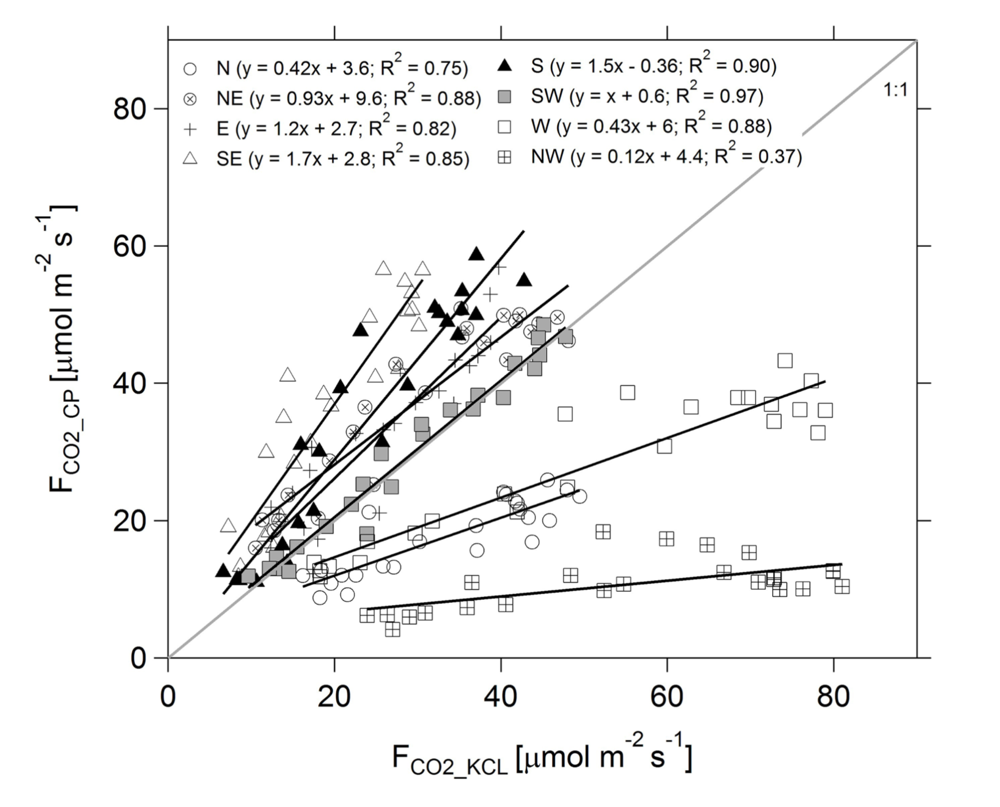 N (y = 0.42x + 3.6; R² = 0.75)
NE (y = 0.93x + 9.6; R² = 0.88)
E (y = 1.2x + 2.7; R² = 0.82)
SE (y = 1.7x + 2.8; R² = 0.85)
S (y = 1.5x - 0.36; R² = 0.90)
SW (y = x + 0.6; R² = 0.97)
W (y = 0.43x + 6; R² = 0.88)
NW (y = 0.12x + 4.4; R² = 0.37)
1:1
80
60
40
20
0
F_CO2_CP [μmol m⁻² s⁻¹]
0 20 40 60 80
F_CO2_KCL [μmol m⁻² s⁻¹]